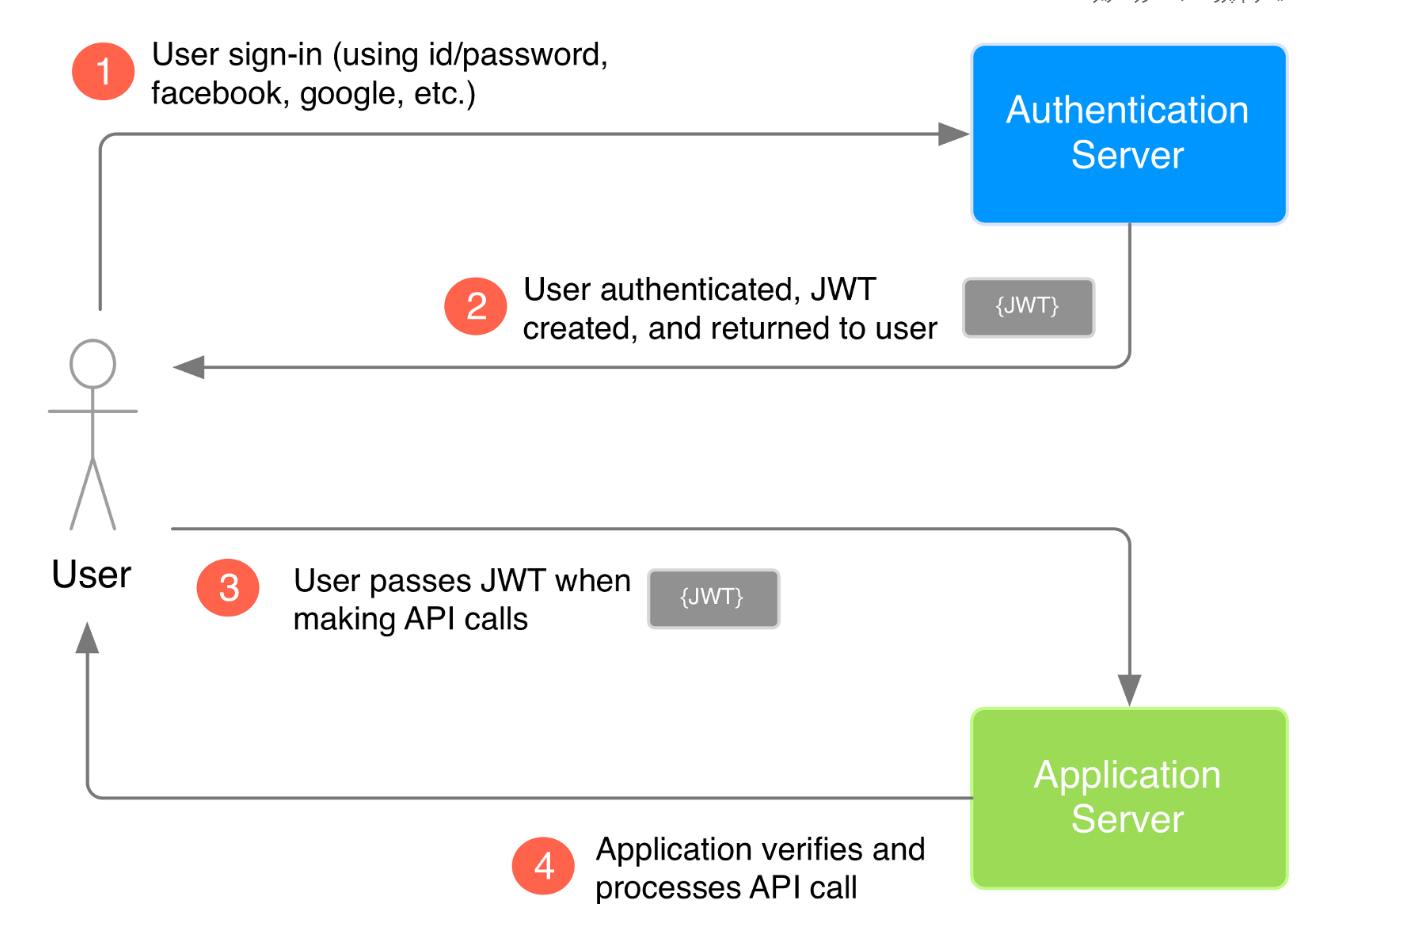 1
User sign-in (using id/password,
facebook, google, etc.)
Authentication
Server
2
User authenticated, JWT
created, and returned to user
{JWT}
User
3
User passes JWT when
making API calls
{JWT}
Application
Server
4
Application verifies and
processes API call